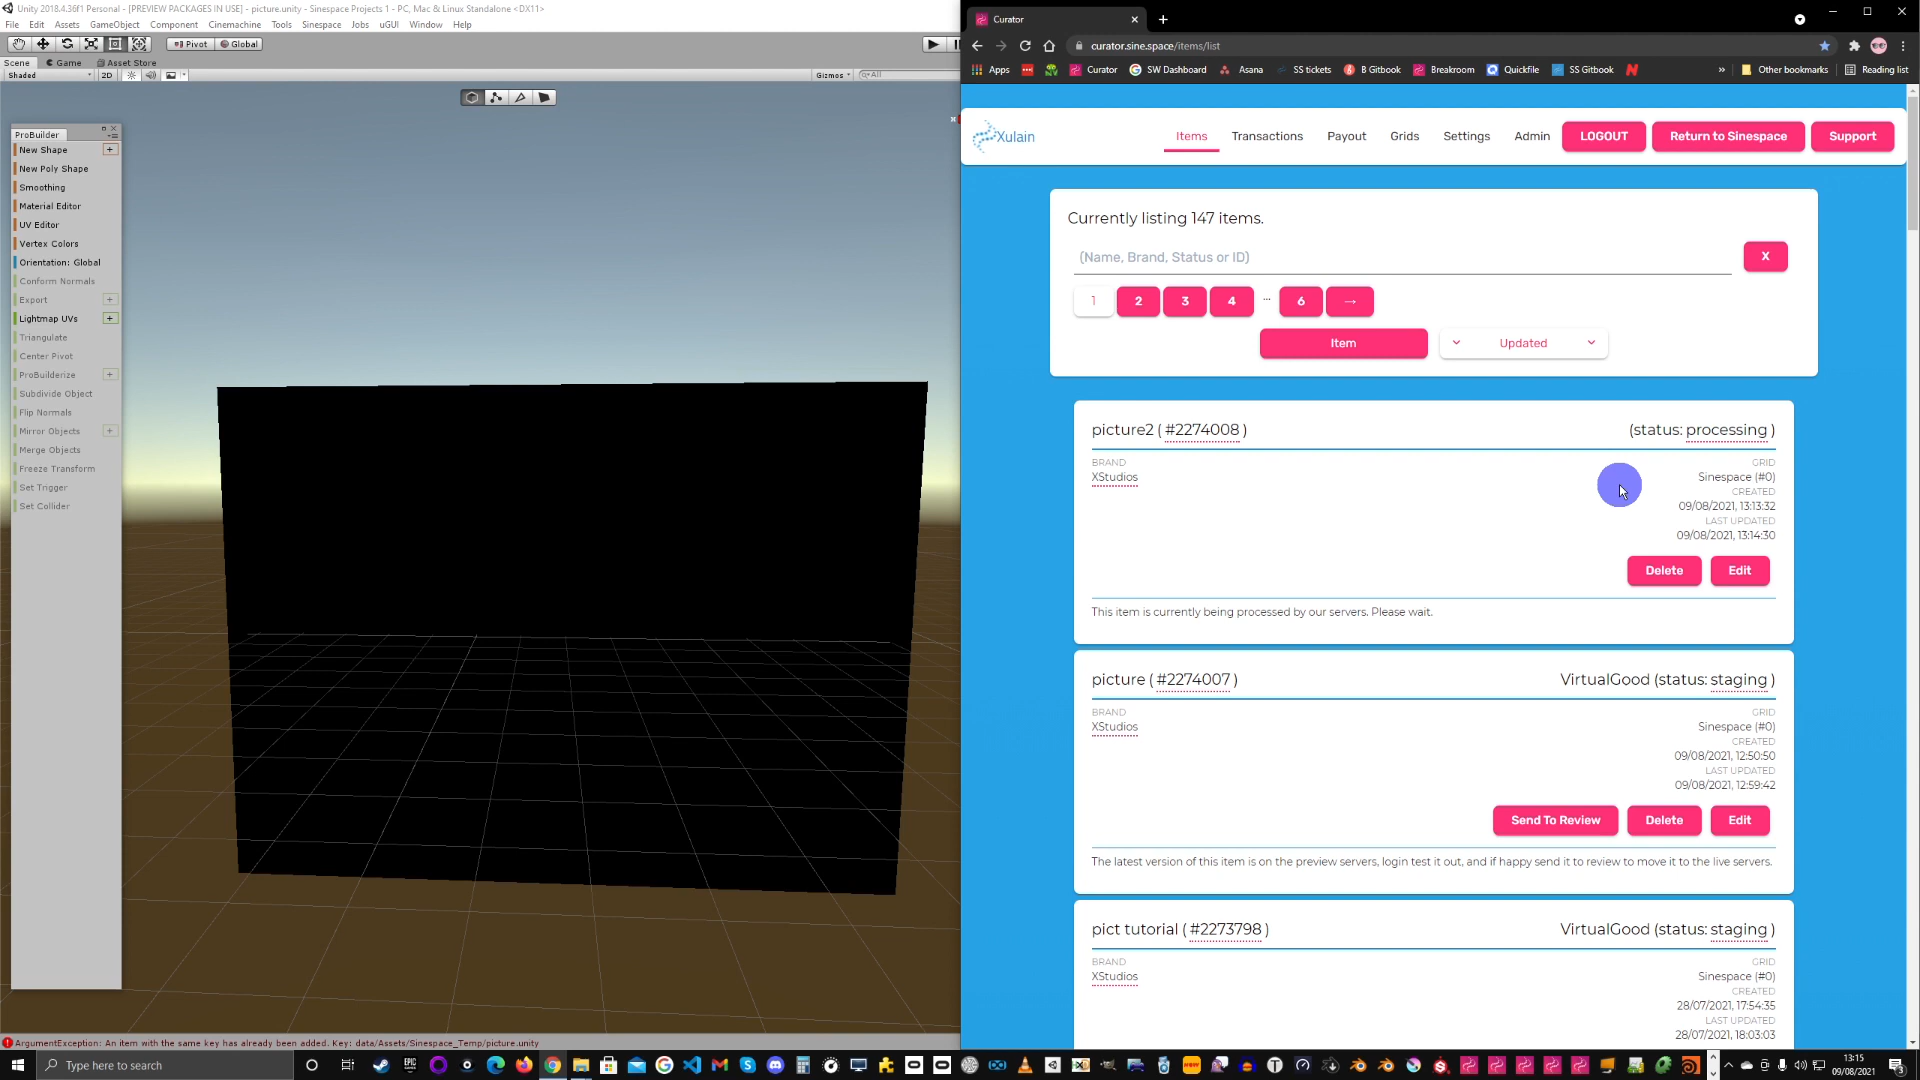 Unity 2018.4.36f1 Personal - [PREVIEW PACKAGES IN USE] - picture.unity - Sinespace Projects 1 - PC, Mac & Linux Standalone <DX11>
File Edit Assets GameObject Component Cinemachine Tools Sinespace Jobs uGUI Window Help
Pivot Global
Scene Game Asset Store
Shaded 2D Gizmos All
ProBuilder
New Shape +
New Poly Shape
Smoothing
Material Editor
UV Editor
Vertex Colors
Orientation: Global
Conform Normals
Export +
Lightmap UVs +
Triangulate
Center Pivot
ProBuilderize +
Subdivide Object
Flip Normals
Mirror Objects +
Merge Objects
Freeze Transform
Set Trigger
Set Collider
ArgumentException: An item with the same key has already been added. Key: data/Assets/Sinespace_Temp/picture.unity
Curator
curator.sine.space/items/list
Apps Curator SW Dashboard Asana SS tickets B Gitbook Breakroom Quickfile SS Gitbook » Other bookmarks Reading list
Xulain Items Transactions Payout Grids Settings Admin LOGOUT Return to Sinespace Support
Currently listing 147 items.
(Name, Brand, Status or ID) X
1 2 3 4 ... 6 →
Item Updated
picture2 ( #2274008 ) (status: processing )
BRAND
XStudios
GRID
Sinespace (#0)
CREATED
09/08/2021, 13:13:32
LAST UPDATED
09/08/2021, 13:14:30
Delete Edit
This item is currently being processed by our servers. Please wait.
picture ( #2274007 ) VirtualGood (status: staging )
BRAND
XStudios
GRID
Sinespace (#0)
CREATED
09/08/2021, 12:50:50
LAST UPDATED
09/08/2021, 12:59:42
Send To Review Delete Edit
The latest version of this item is on the preview servers, login test it out, and if happy send it to review to move it to the live servers.
pict tutorial ( #2273798 ) VirtualGood (status: staging )
BRAND
XStudios
GRID
Sinespace (#0)
CREATED
28/07/2021, 17:54:35
LAST UPDATED
28/07/2021, 18:03:03
Type here to search
13:15
09/08/2021